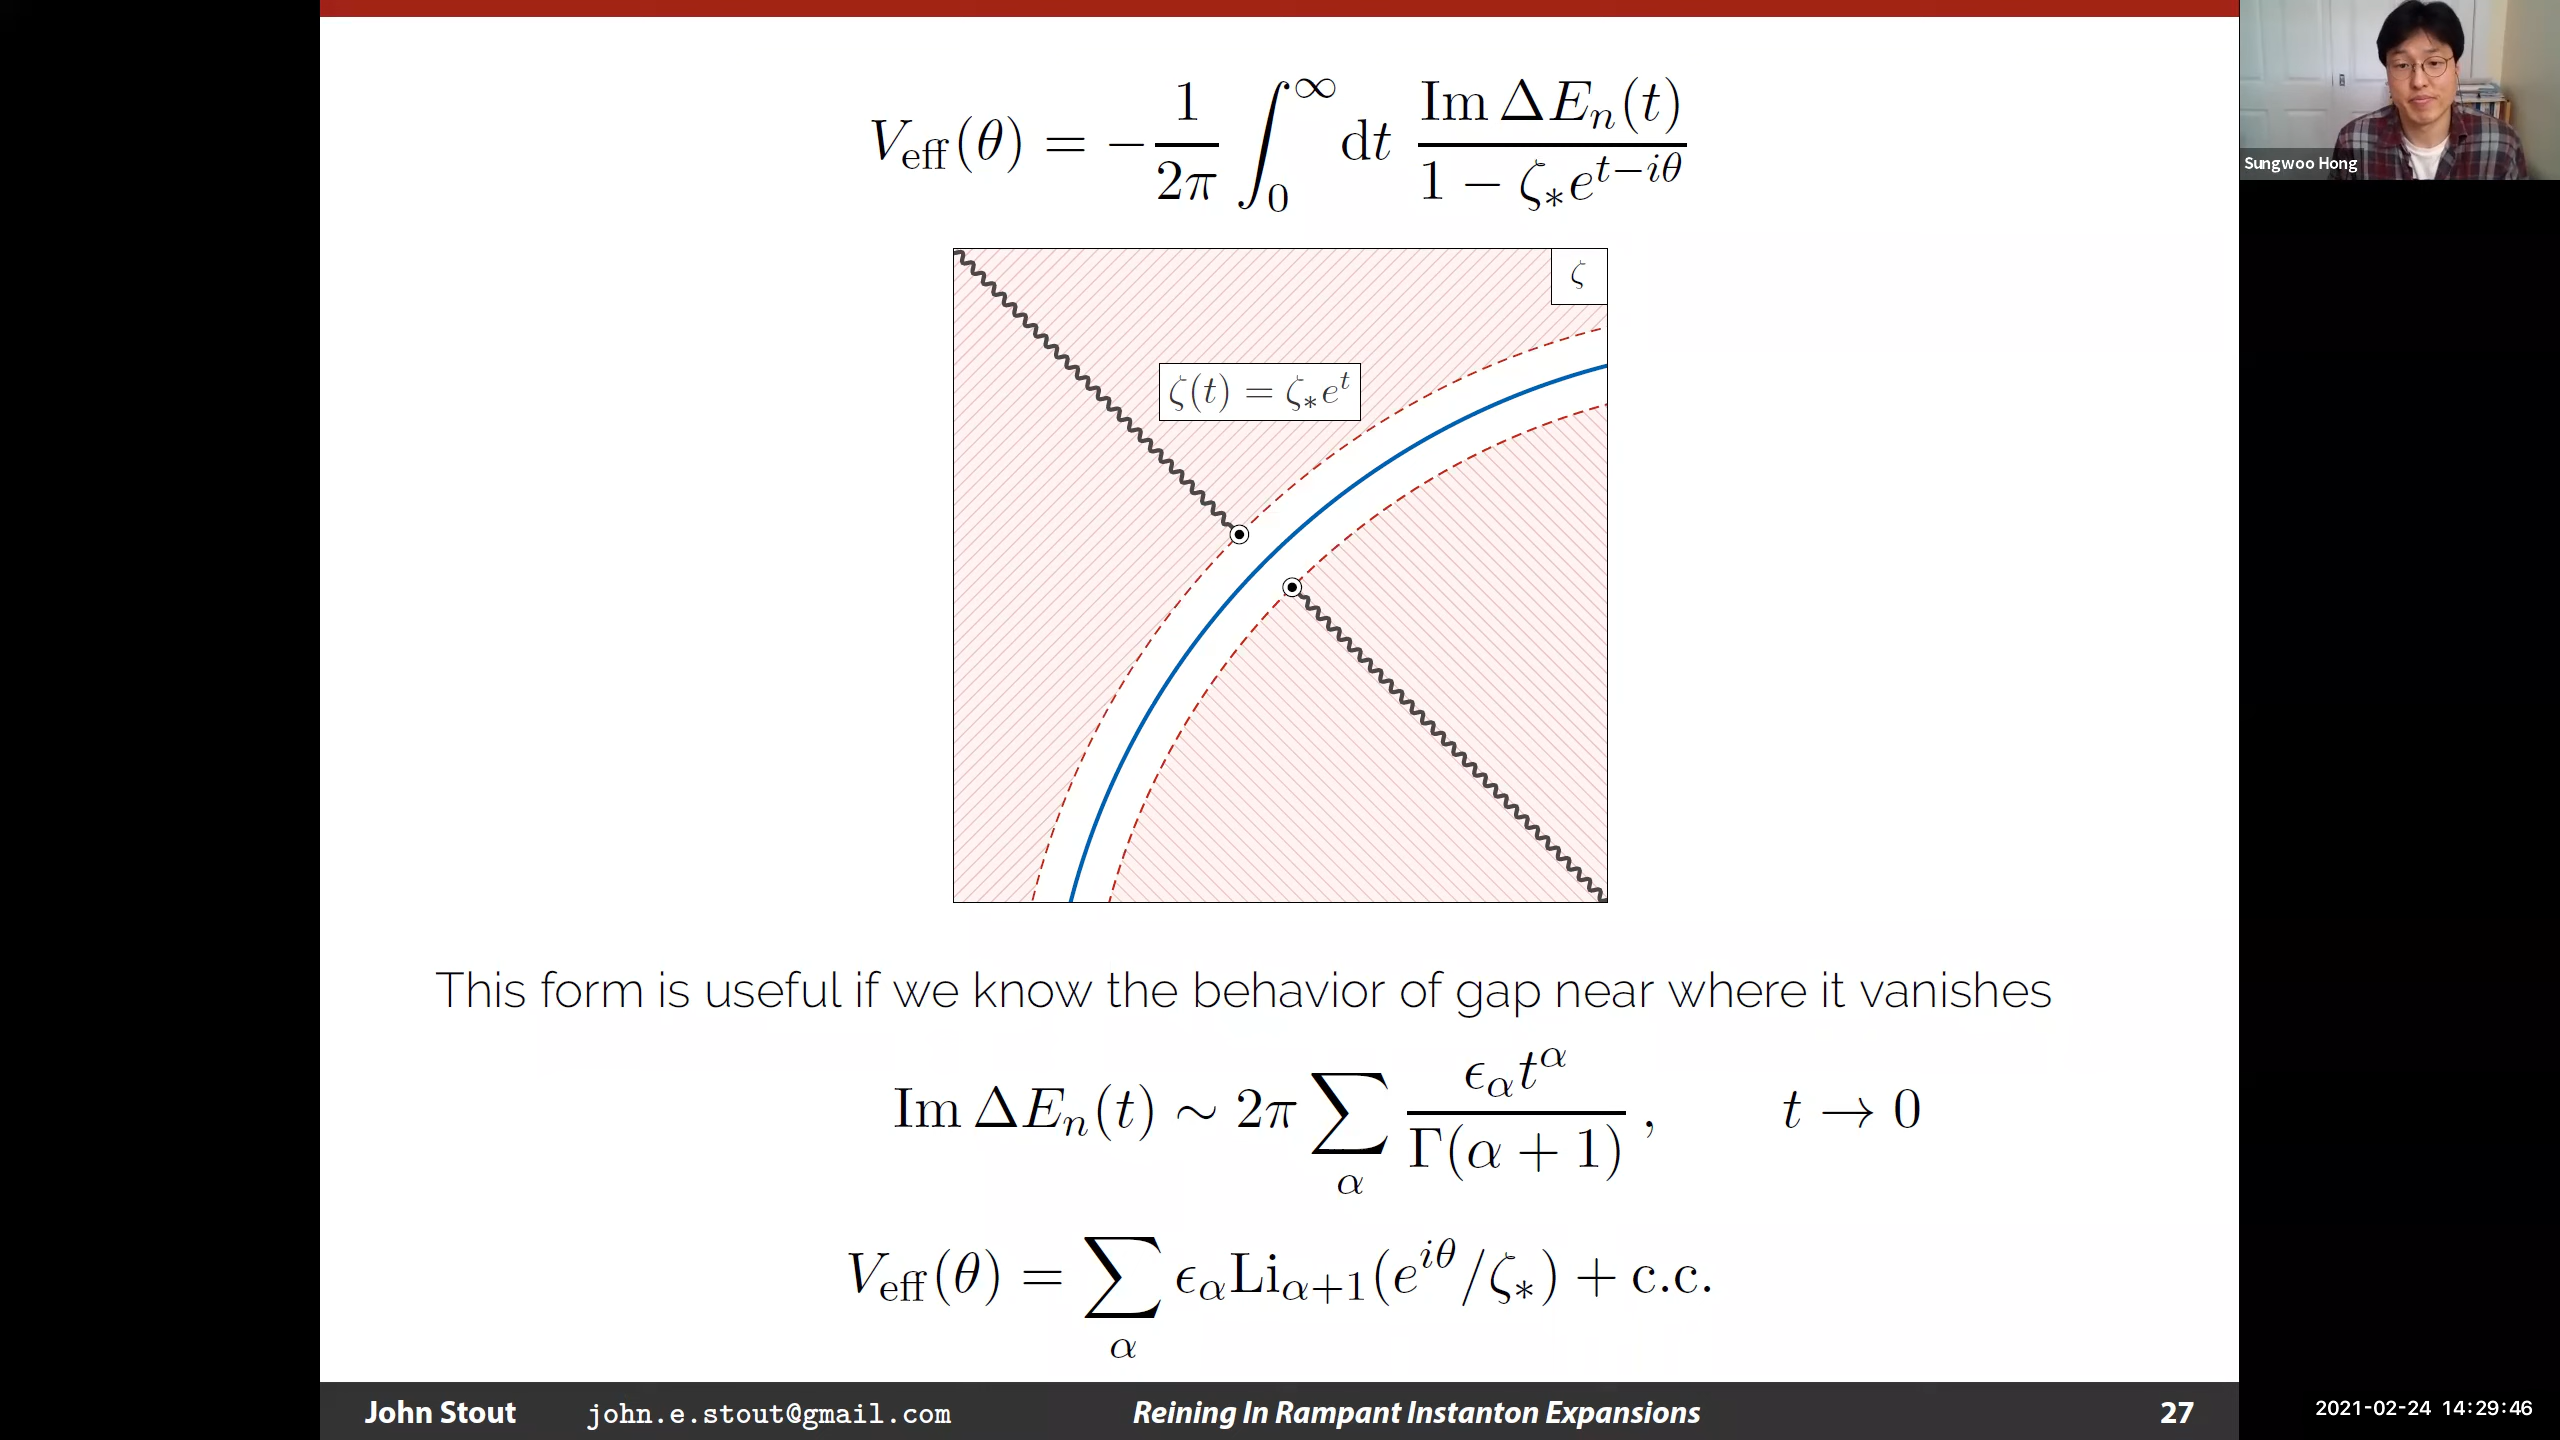 V_eff(θ) = −1/2π ∫_0^∞ dt Im ΔE_n(t) / 1 − ζ_* e^{t−iθ}
Sungwoo Hong
ζ
ζ(t) = ζ_* e^t
This form is useful if we know the behavior of gap near where it vanishes
Im ΔE_n(t) ∼ 2π ∑_α ϵ_α t^α / Γ(α + 1) , t → 0
V_eff(θ) = ∑_α ϵ_α Li_{α+1}(e^{iθ}/ζ_*) + c.c.
John Stout john.e.stout@gmail.com Reining In Rampant Instanton Expansions 27
2021-02-24 14:29:46